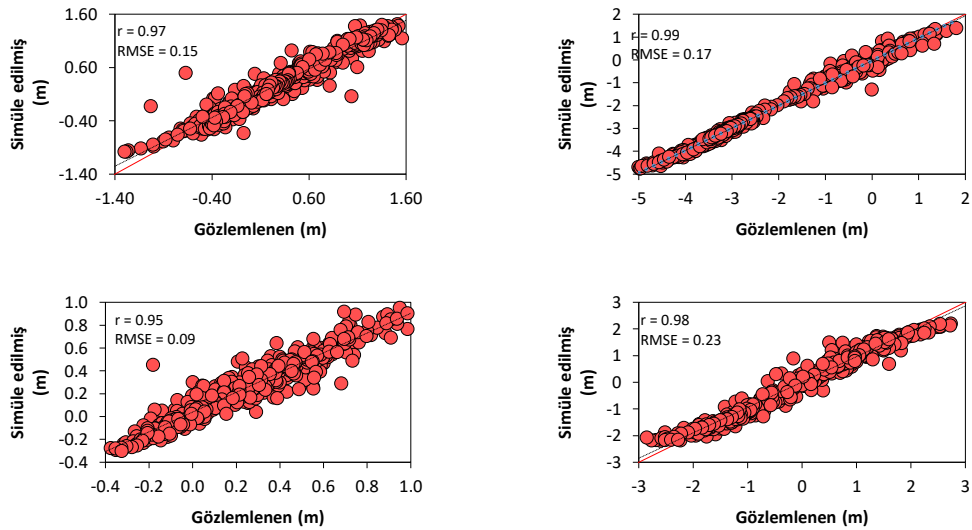 1.60
0.60
-0.40
-1.40
Simüle edilmiş
(m)
r = 0.97
RMSE = 0.15
-1.40 -0.40 0.60 1.60
Gözlemlenen (m)
2
1
0
-1
-2
-3
-4
-5
Simüle edilmiş
(m)
r = 0.99
RMSE = 0.17
-5 -4 -3 -2 -1 0 1 2
Gözlemlenen (m)
1.0
0.8
0.6
0.4
0.2
0.0
-0.2
-0.4
Simüle edilmiş
(m)
r = 0.95
RMSE = 0.09
-0.4 -0.2 0.0 0.2 0.4 0.6 0.8 1.0
Gözlemlenen (m)
3
2
1
0
-1
-2
-3
Simüle edilmiş
(m)
r = 0.98
RMSE = 0.23
-3 -2 -1 0 1 2 3
Gözlemlenen (m)